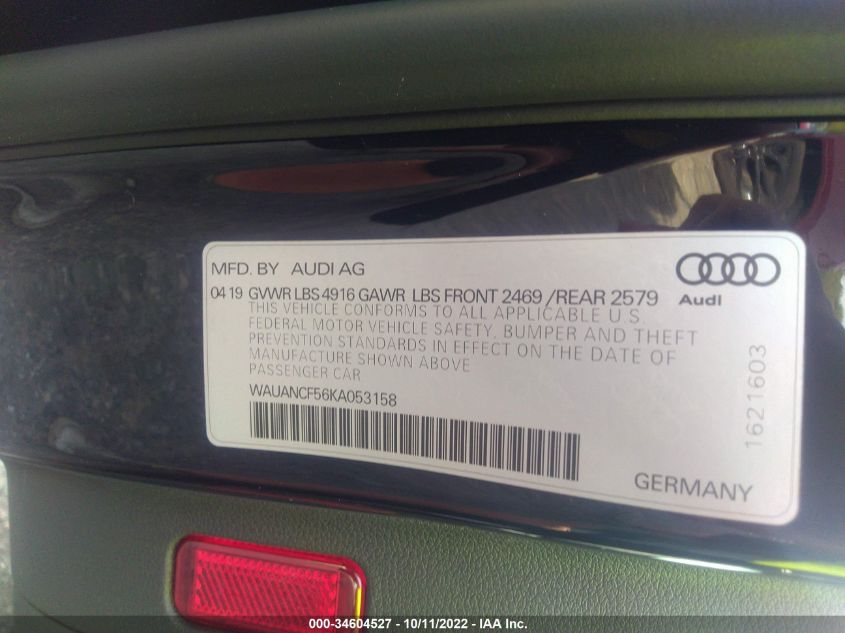 MFD. BY AUDI AG
04 19 GVWR LBS 4916 GAWR LBS FRONT 2469 /REAR 2579
THIS VEHICLE CONFORMS TO ALL APPLICABLE U.S.
FEDERAL MOTOR VEHICLE SAFETY, BUMPER AND THEFT
PREVENTION STANDARDS IN EFFECT ON THE DATE OF
MANUFACTURE SHOWN ABOVE
PASSENGER CAR
WAUANCF56KA053158
Audi
1621603
GERMANY
000-34604527 - 10/11/2022 - IAA Inc.